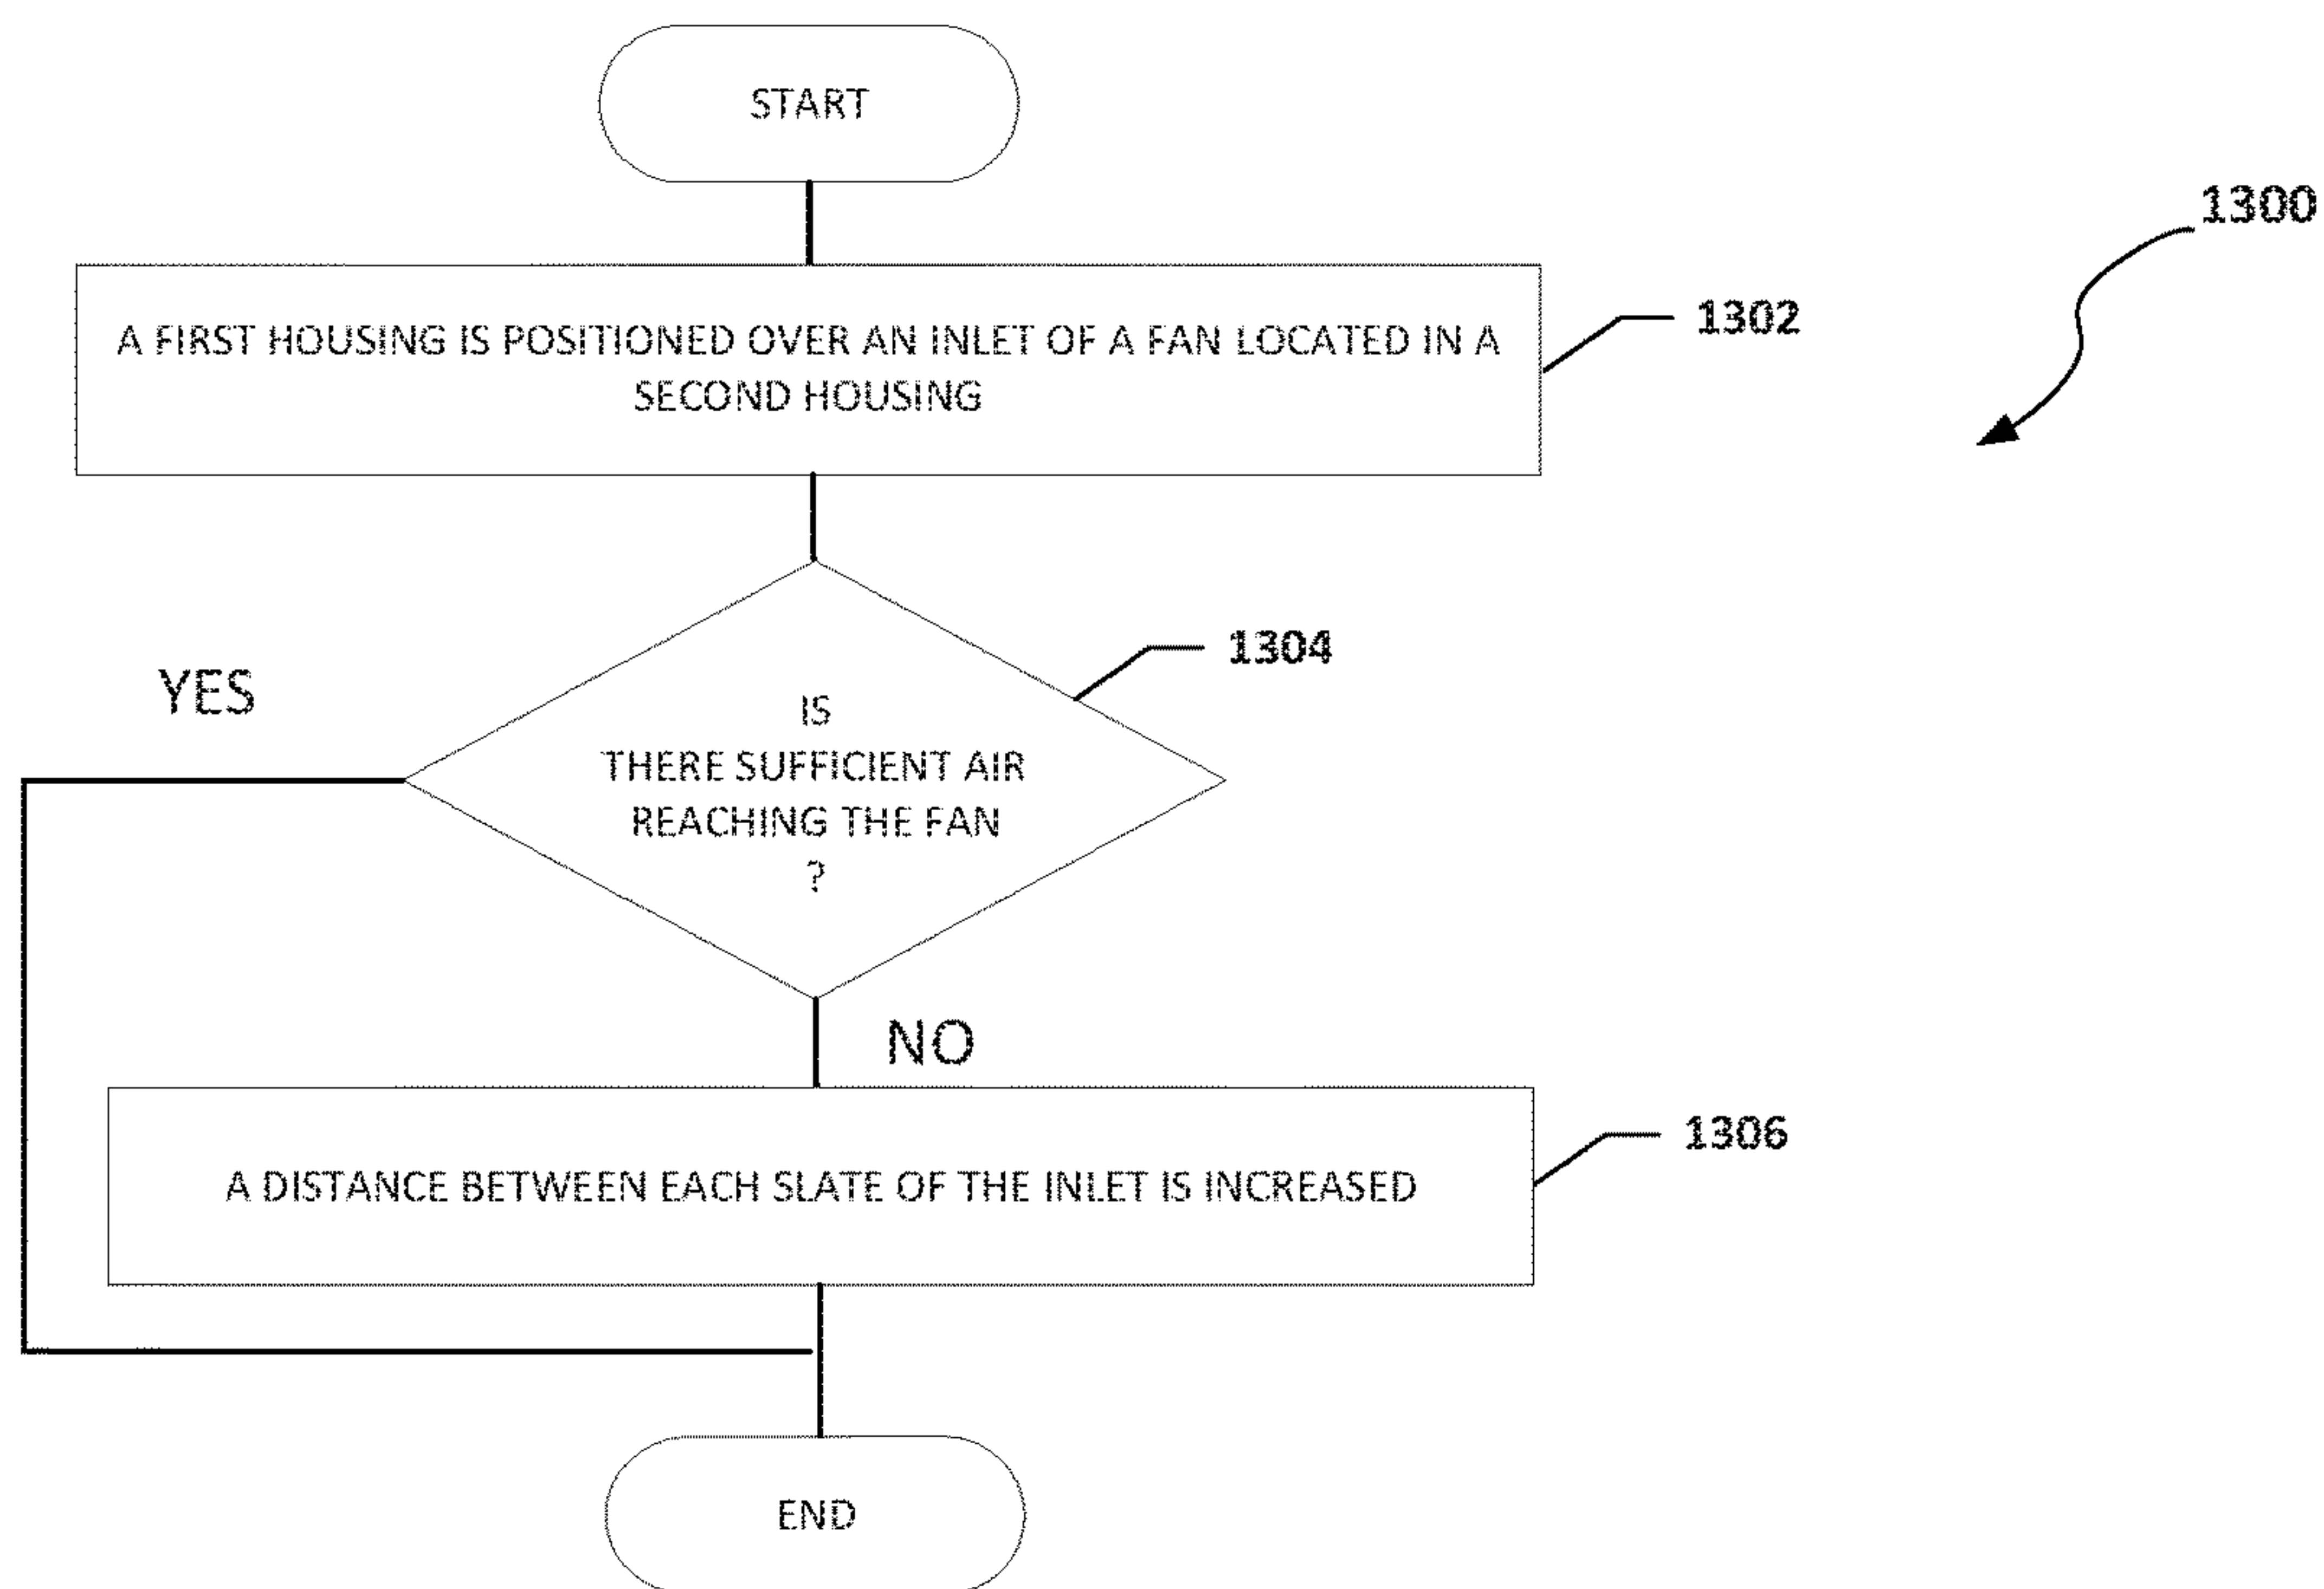 START
1300
A FIRST HOUSING IS POSITIONED OVER AN INLET OF A FAN LOCATED IN A
SECOND HOUSING
1302
1304
YES
IS
THERE SUFFICIENT AIR
REACHING THE FAN
?
NO
A DISTANCE BETWEEN EACH SLATE OF THE INLET IS INCREASED
1306
END